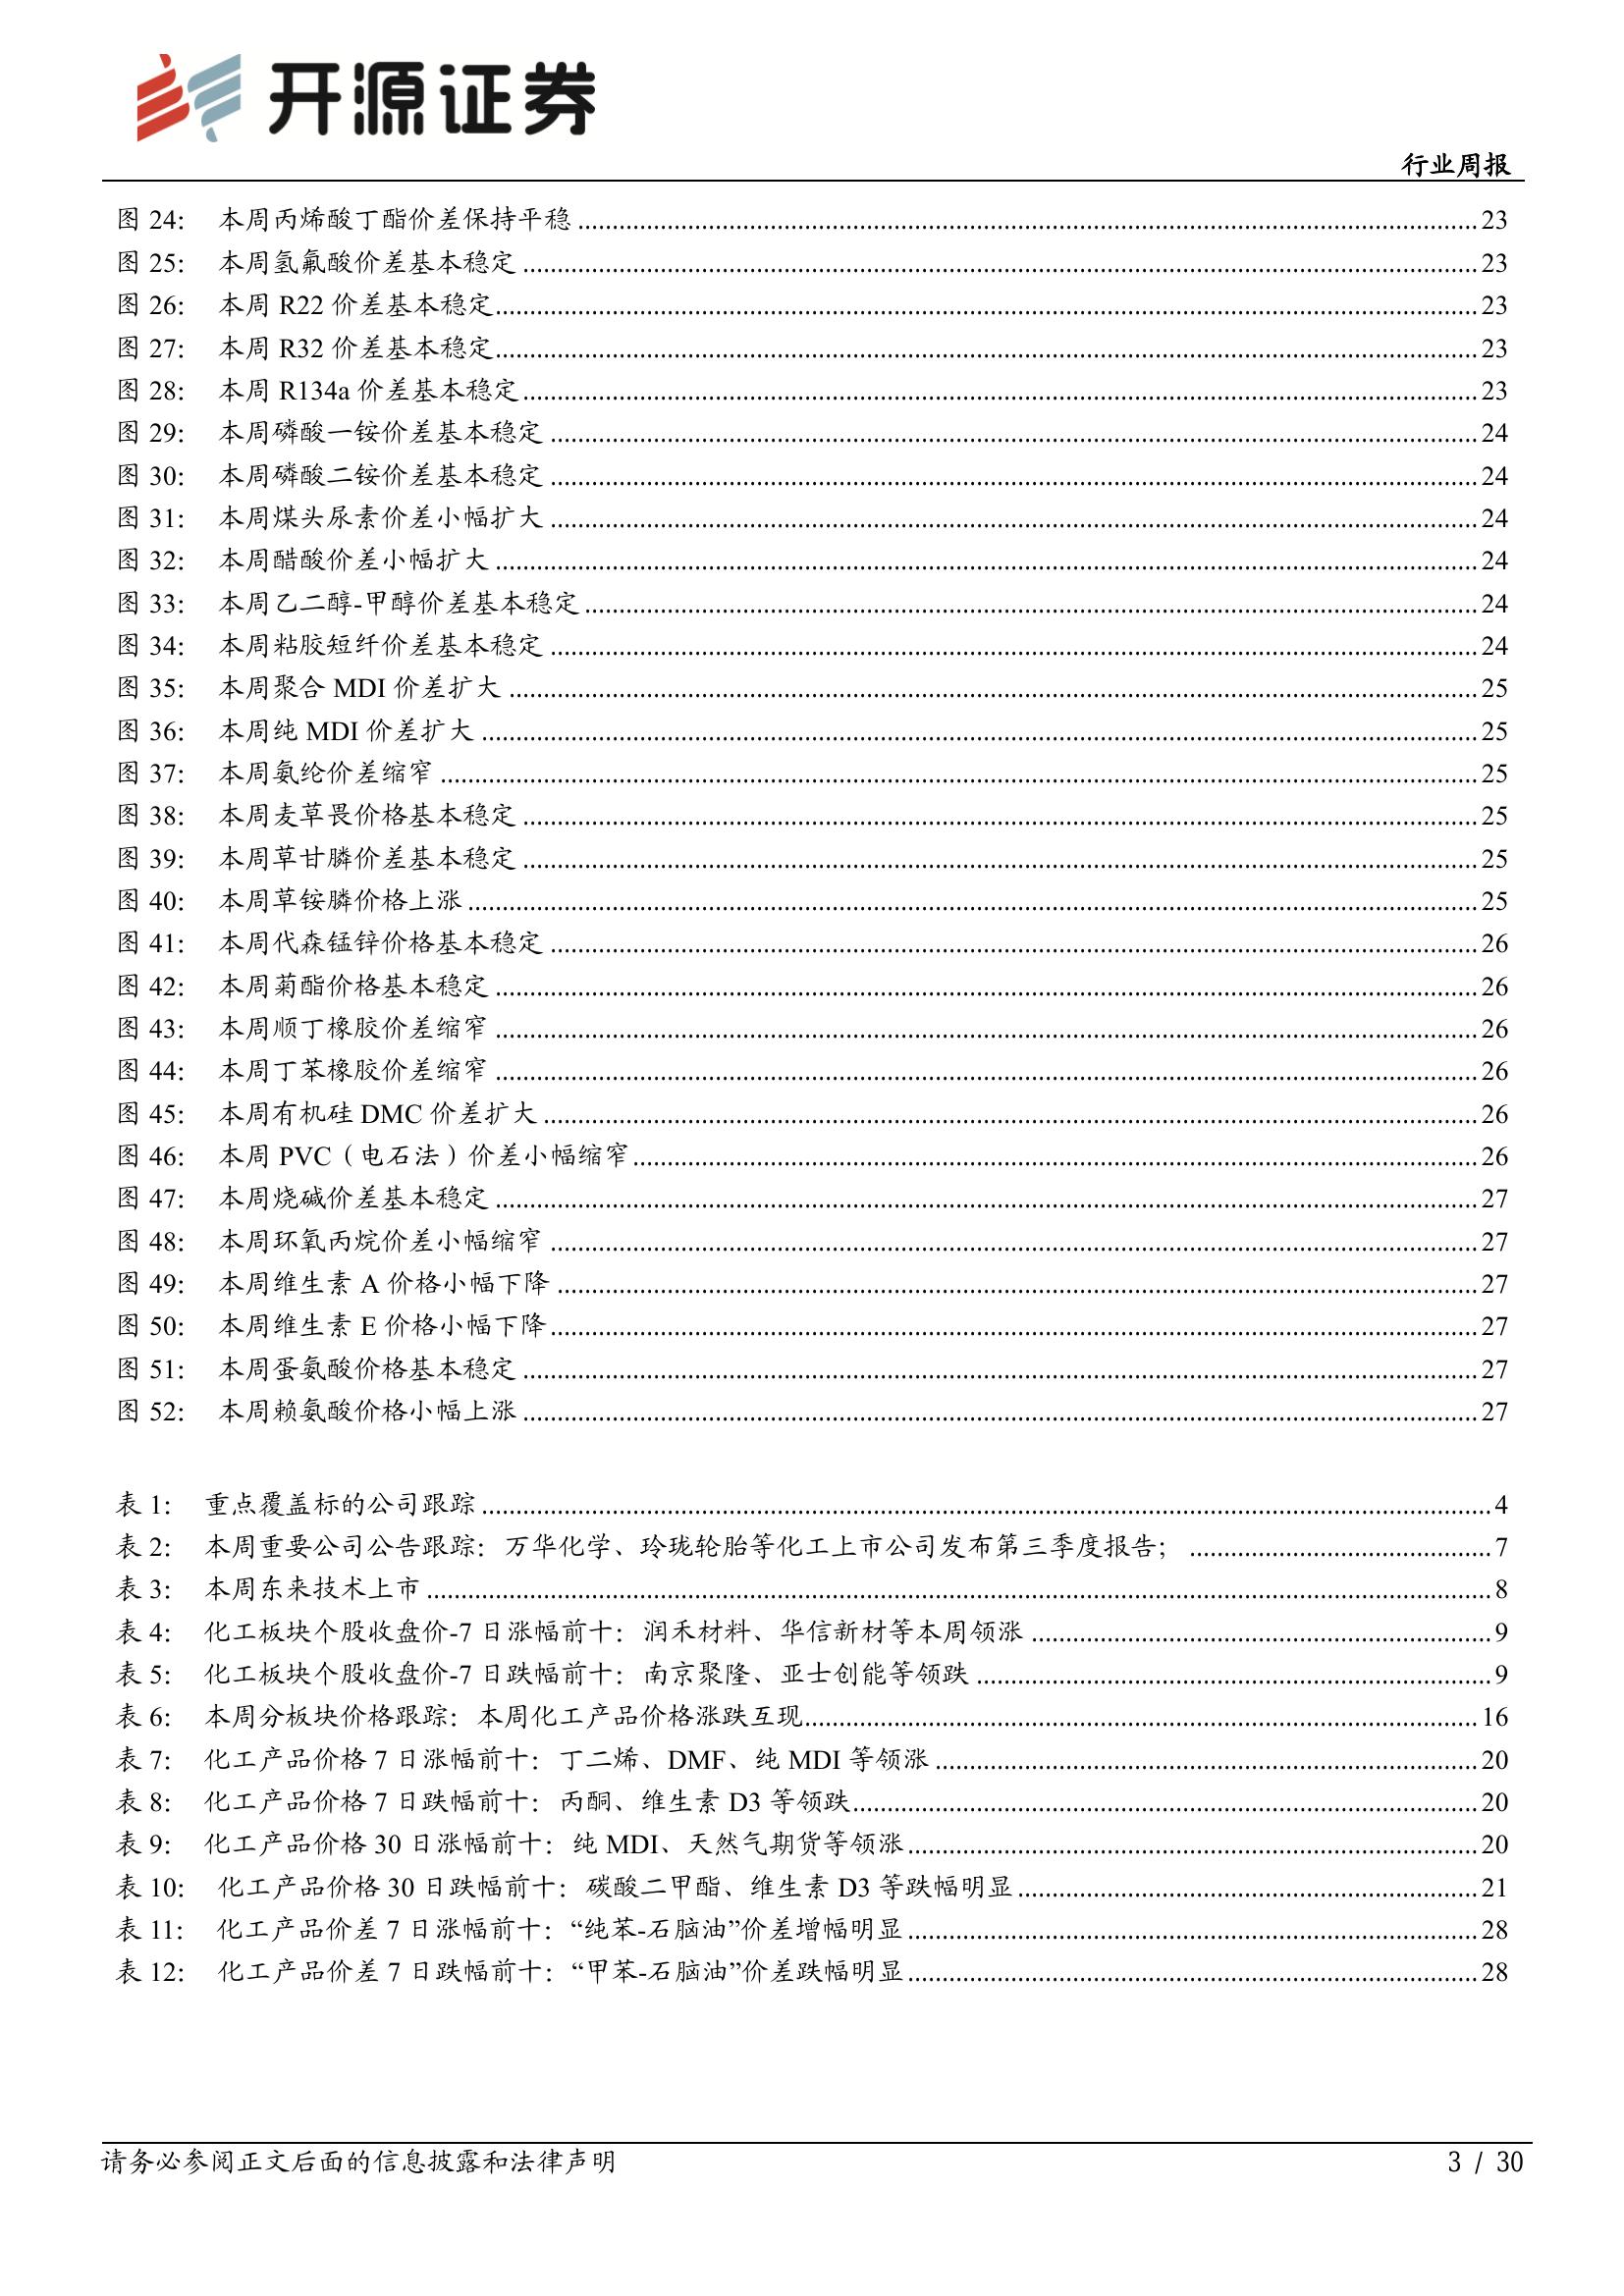 开源证券
行业周报
图 24: 本周丙烯酸丁酯价差保持平稳 ........ 23
图 25: 本周氢氟酸价差基本稳定 ........ 23
图 26: 本周 R22 价差基本稳定 ........ 23
图 27: 本周 R32 价差基本稳定 ........ 23
图 28: 本周 R134a 价差基本稳定 ........ 23
图 29: 本周磷酸一铵价差基本稳定 ........ 24
图 30: 本周磷酸二铵价差基本稳定 ........ 24
图 31: 本周煤头尿素价差小幅扩大 ........ 24
图 32: 本周醋酸价差小幅扩大 ........ 24
图 33: 本周乙二醇-甲醇价差基本稳定 ........ 24
图 34: 本周粘胶短纤价差基本稳定 ........ 24
图 35: 本周聚合 MDI 价差扩大 ........ 25
图 36: 本周纯 MDI 价差扩大 ........ 25
图 37: 本周氨纶价差缩窄 ........ 25
图 38: 本周麦草畏价格基本稳定 ........ 25
图 39: 本周草甘膦价差基本稳定 ........ 25
图 40: 本周草铵膦价格上涨 ........ 25
图 41: 本周代森锰锌价格基本稳定 ........ 26
图 42: 本周菊酯价格基本稳定 ........ 26
图 43: 本周顺丁橡胶价差缩窄 ........ 26
图 44: 本周丁苯橡胶价差缩窄 ........ 26
图 45: 本周有机硅 DMC 价差扩大 ........ 26
图 46: 本周 PVC（电石法）价差小幅缩窄 ........ 26
图 47: 本周烧碱价差基本稳定 ........ 27
图 48: 本周环氧丙烷价差小幅缩窄 ........ 27
图 49: 本周维生素 A 价格小幅下降 ........ 27
图 50: 本周维生素 E 价格小幅下降 ........ 27
图 51: 本周蛋氨酸价格基本稳定 ........ 27
图 52: 本周赖氨酸价格小幅上涨 ........ 27
表 1: 重点覆盖标的公司跟踪 ........ 4
表 2: 本周重要公司公告跟踪：万华化学、玲珑轮胎等化工上市公司发布第三季度报告； ........ 7
表 3: 本周东来技术上市 ........ 8
表 4: 化工板块个股收盘价-7 日涨幅前十：润禾材料、华信新材等本周领涨 ........ 9
表 5: 化工板块个股收盘价-7 日跌幅前十：南京聚隆、亚士创能等领跌 ........ 9
表 6: 本周分板块价格跟踪：本周化工产品价格涨跌互现 ........ 16
表 7: 化工产品价格 7 日涨幅前十：丁二烯、DMF、纯 MDI 等领涨 ........ 20
表 8: 化工产品价格 7 日跌幅前十：丙酮、维生素 D3 等领跌 ........ 20
表 9: 化工产品价格 30 日涨幅前十：纯 MDI、天然气期货等领涨 ........ 20
表 10: 化工产品价格 30 日跌幅前十：碳酸二甲酯、维生素 D3 等跌幅明显 ........ 21
表 11: 化工产品价差 7 日涨幅前十：“纯苯-石脑油”价差增幅明显 ........ 28
表 12: 化工产品价差 7 日跌幅前十：“甲苯-石脑油”价差跌幅明显 ........ 28
请务必参阅正文后面的信息披露和法律声明
3 / 30